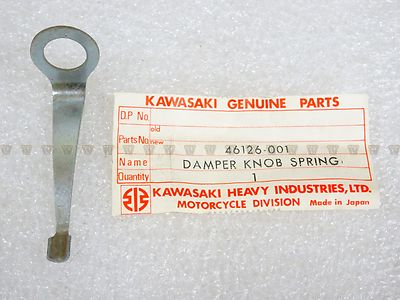 KAWASAKI GENUINE PARTS
D.P No.
old
Parts No. new 46126-001
Name DAMPER KNOB SPRING
Quantity 1
KAWASAKI HEAVY INDUSTRIES, LTD.
MOTORCYCLE DIVISION Made in Japan